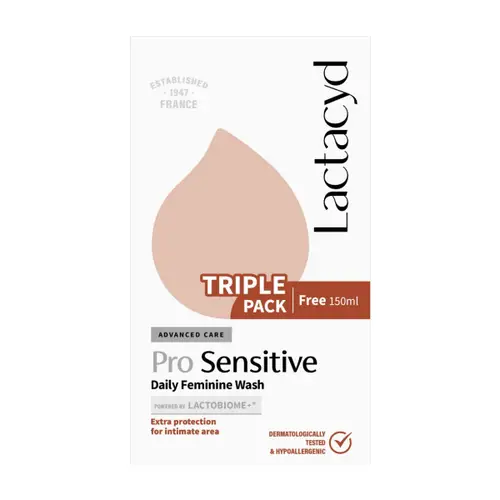 ESTABLISHED
· 1947 ·
FRANCE
Lactacyd
TRIPLE
PACK
Free 150ml
ADVANCED CARE
Pro Sensitive
Daily Feminine Wash
POWERED BY LACTOBIOME+™
Extra protection
for intimate area
DERMATOLOGICALLY
TESTED
& HYPOALLERGENIC